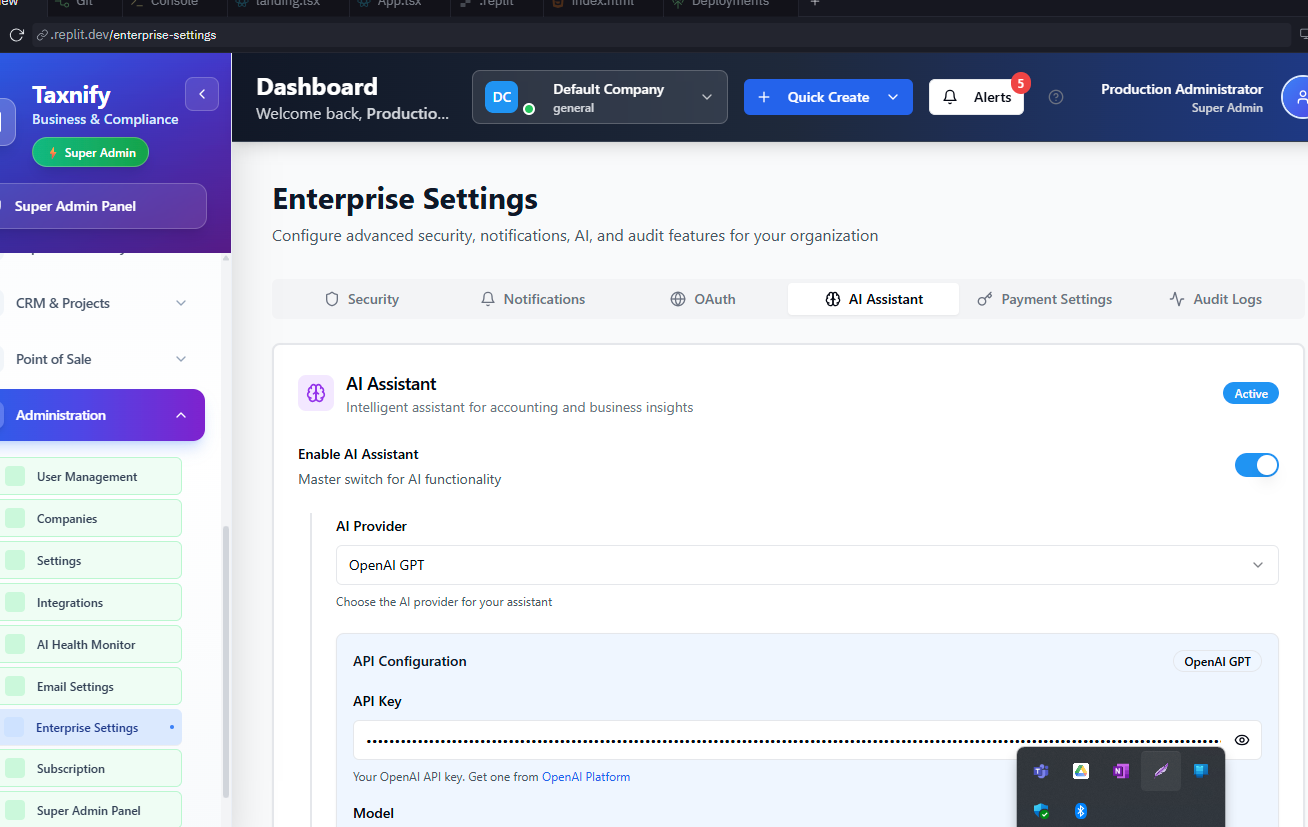 Git
Console
landing.tsx
App.tsx
.replit
index.html
Deployments
.replit.dev/enterprise-settings
Taxnify
Business & Compliance
Super Admin
Super Admin Panel
CRM & Projects
Point of Sale
Administration
User Management
Companies
Settings
Integrations
AI Health Monitor
Email Settings
Enterprise Settings
Subscription
Super Admin Panel
Dashboard
Welcome back, Productio...
DC
Default Company
general
Quick Create
Alerts
5
Production Administrator
Super Admin
Enterprise Settings
Configure advanced security, notifications, AI, and audit features for your organization
Security
Notifications
OAuth
AI Assistant
Payment Settings
Audit Logs
AI Assistant
Intelligent assistant for accounting and business insights
Active
Enable AI Assistant
Master switch for AI functionality
AI Provider
OpenAI GPT
Choose the AI provider for your assistant
API Configuration
OpenAI GPT
API Key
Your OpenAI API key. Get one from OpenAI Platform
Model